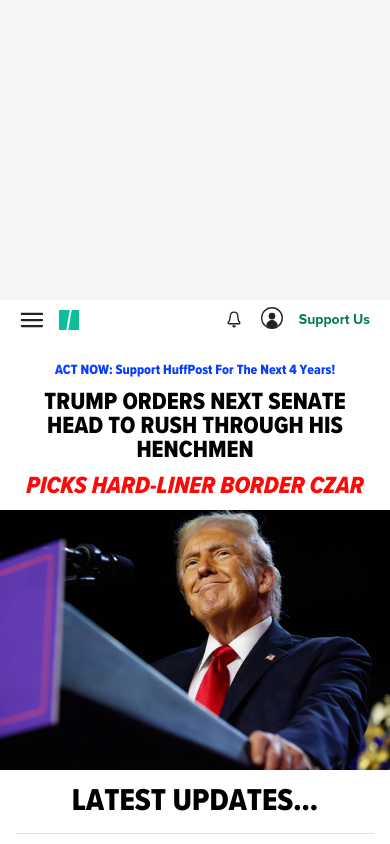 Support Us
ACT NOW: Support HuffPost For The Next 4 Years!
TRUMP ORDERS NEXT SENATE
HEAD TO RUSH THROUGH HIS
HENCHMEN
PICKS HARD-LINER BORDER CZAR
LATEST UPDATES...